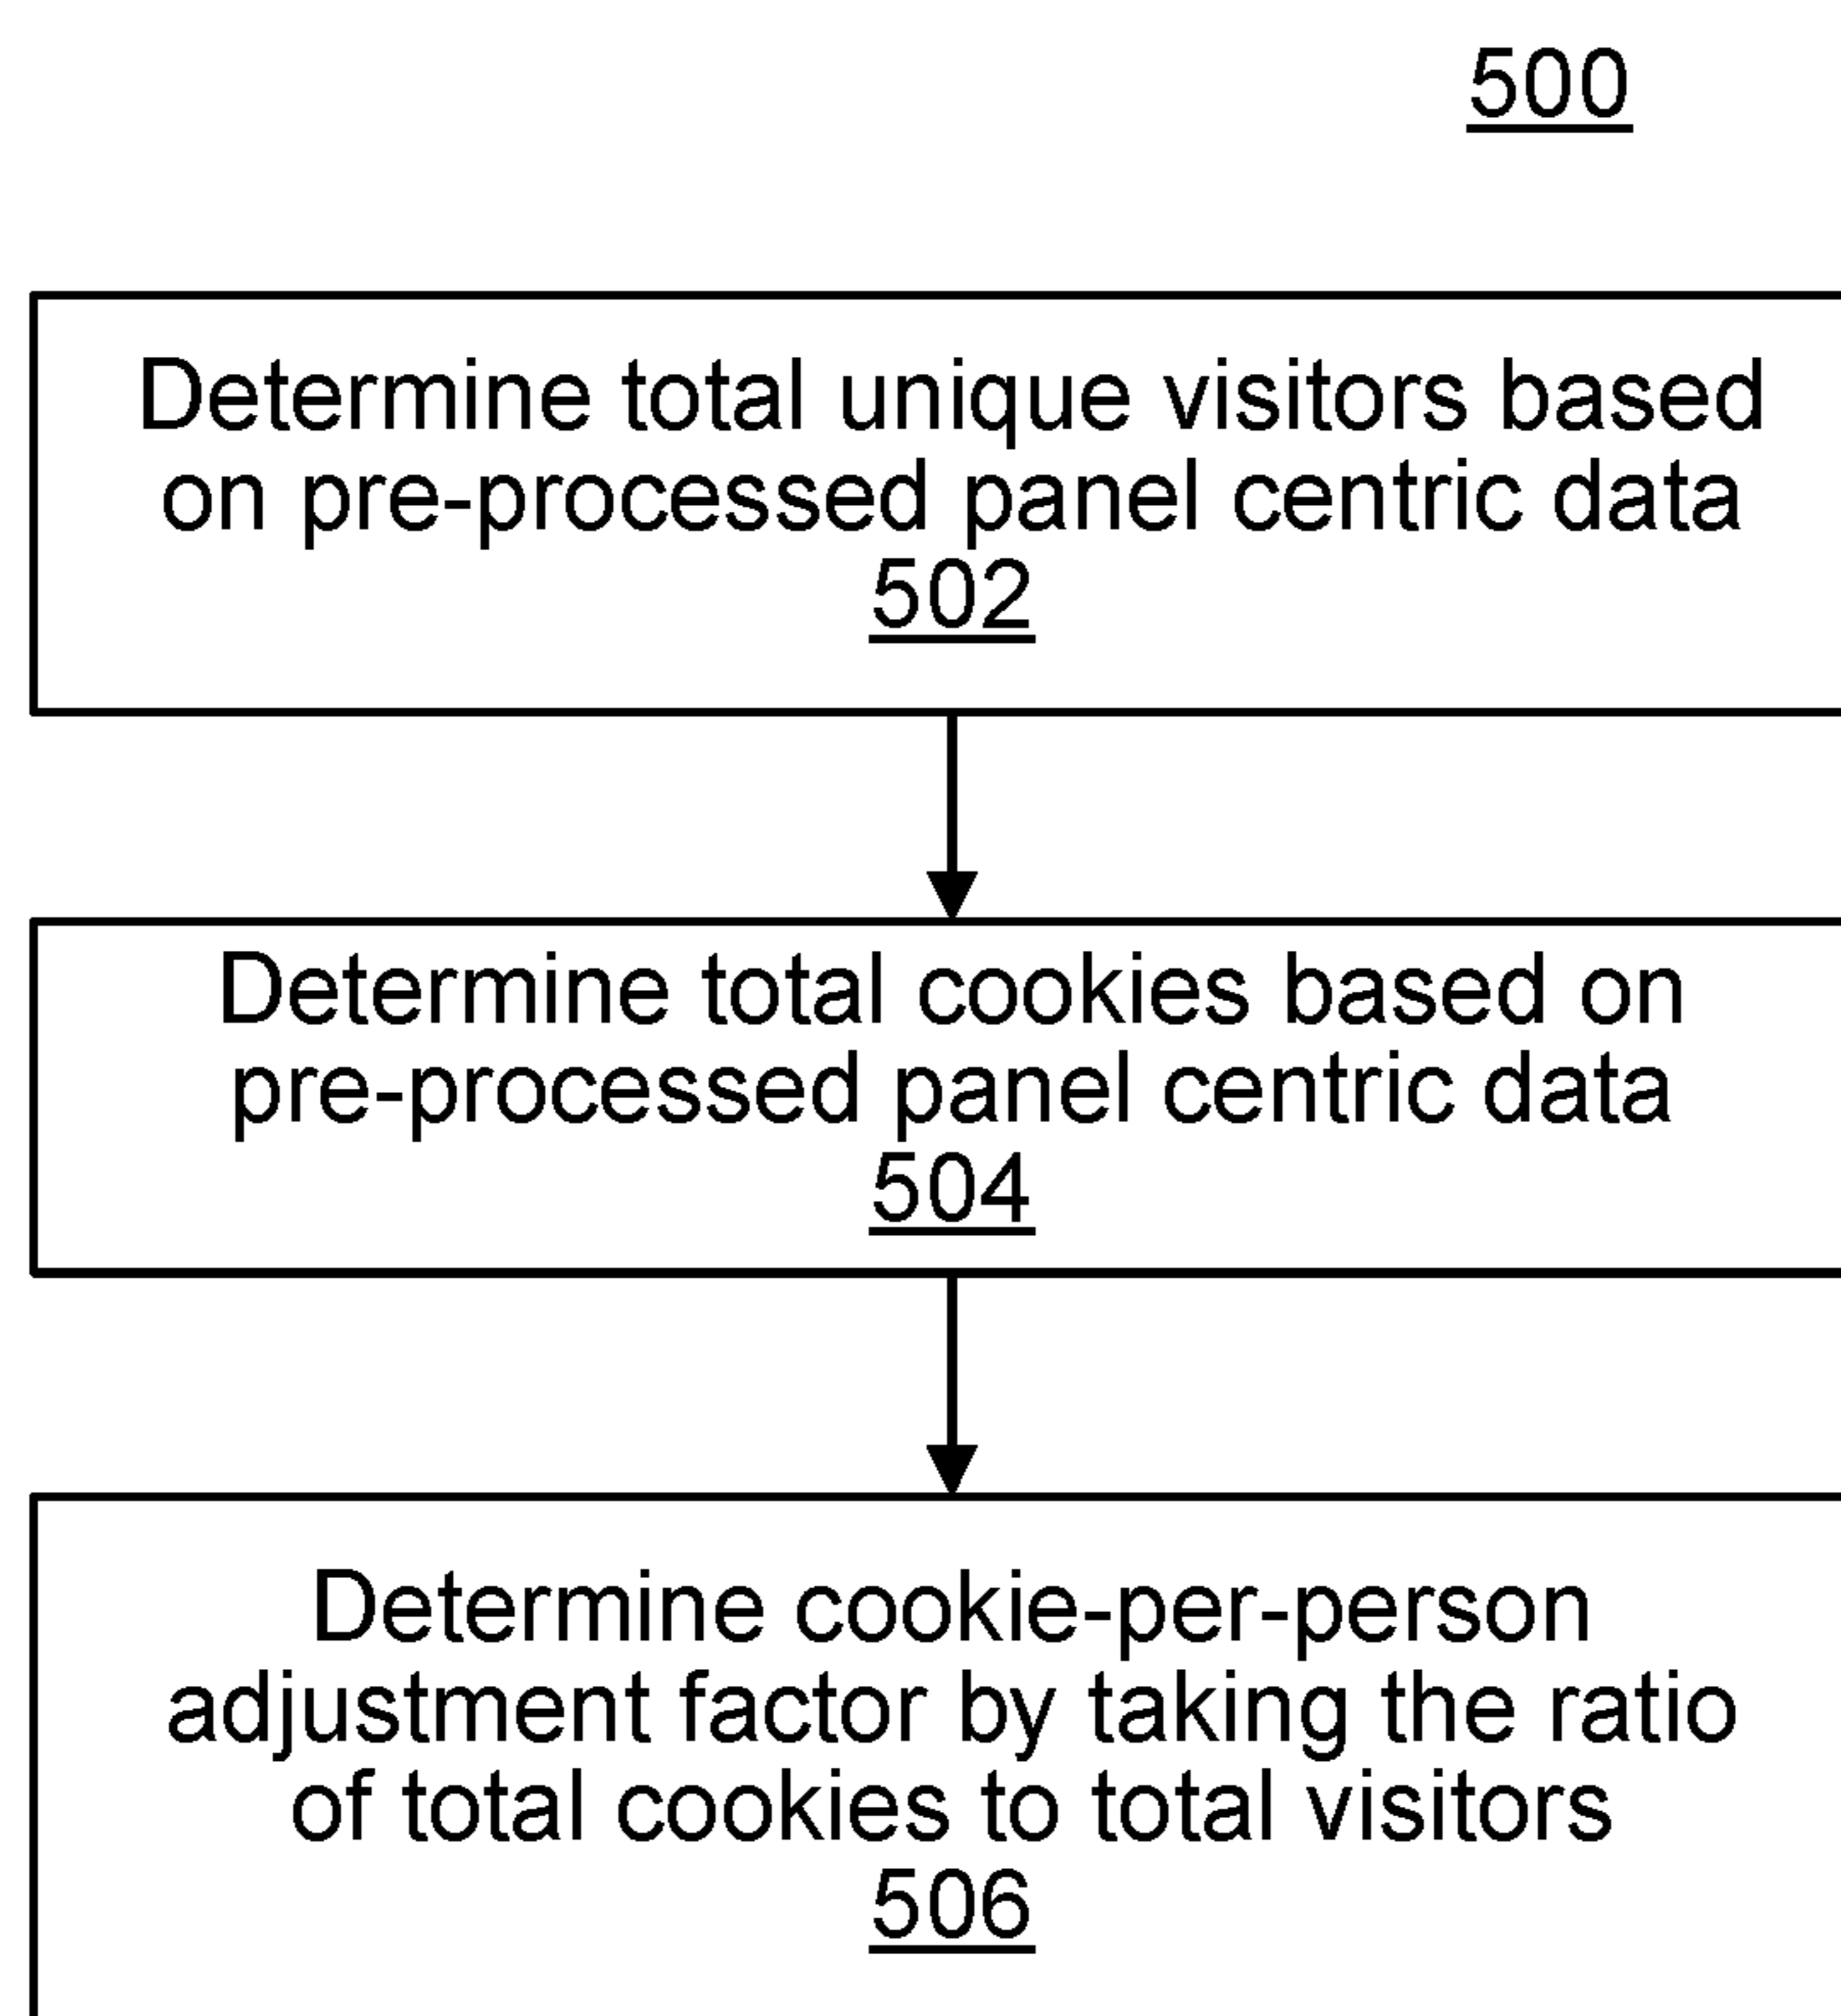 500
Determine total unique visitors based
on pre-processed panel centric data
502
Determine total cookies based on
pre-processed panel centric data
504
Determine cookie-per-person
adjustment factor by taking the ratio
of total cookies to total visitors
506